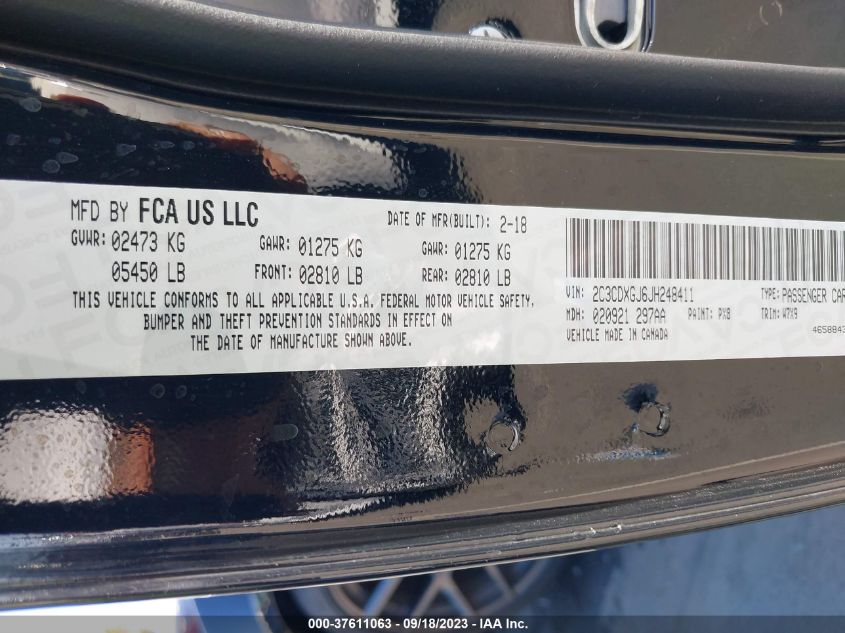 MFD BY FCA US LLC DATE OF MFR(BUILT): 2-18
GVWR: 02473 KG GAWR: 01275 KG GAWR: 01275 KG
05450 LB FRONT: 02810 LB REAR: 02810 LB
THIS VEHICLE CONFORMS TO ALL APPLICABLE U.S.A. FEDERAL MOTOR VEHICLE SAFETY,
BUMPER AND THEFT PREVENTION STANDARDS IN EFFECT ON
THE DATE OF MANUFACTURE SHOWN ABOVE.
VIN: 2C3CDXGJ6JH248411 TYPE: PASSENGER CAR
MDH: 020921 297AA PAINT: PX8 TRIM: W7X9
VEHICLE MADE IN CANADA 4658843
000-37611063 - 09/18/2023 - IAA Inc.